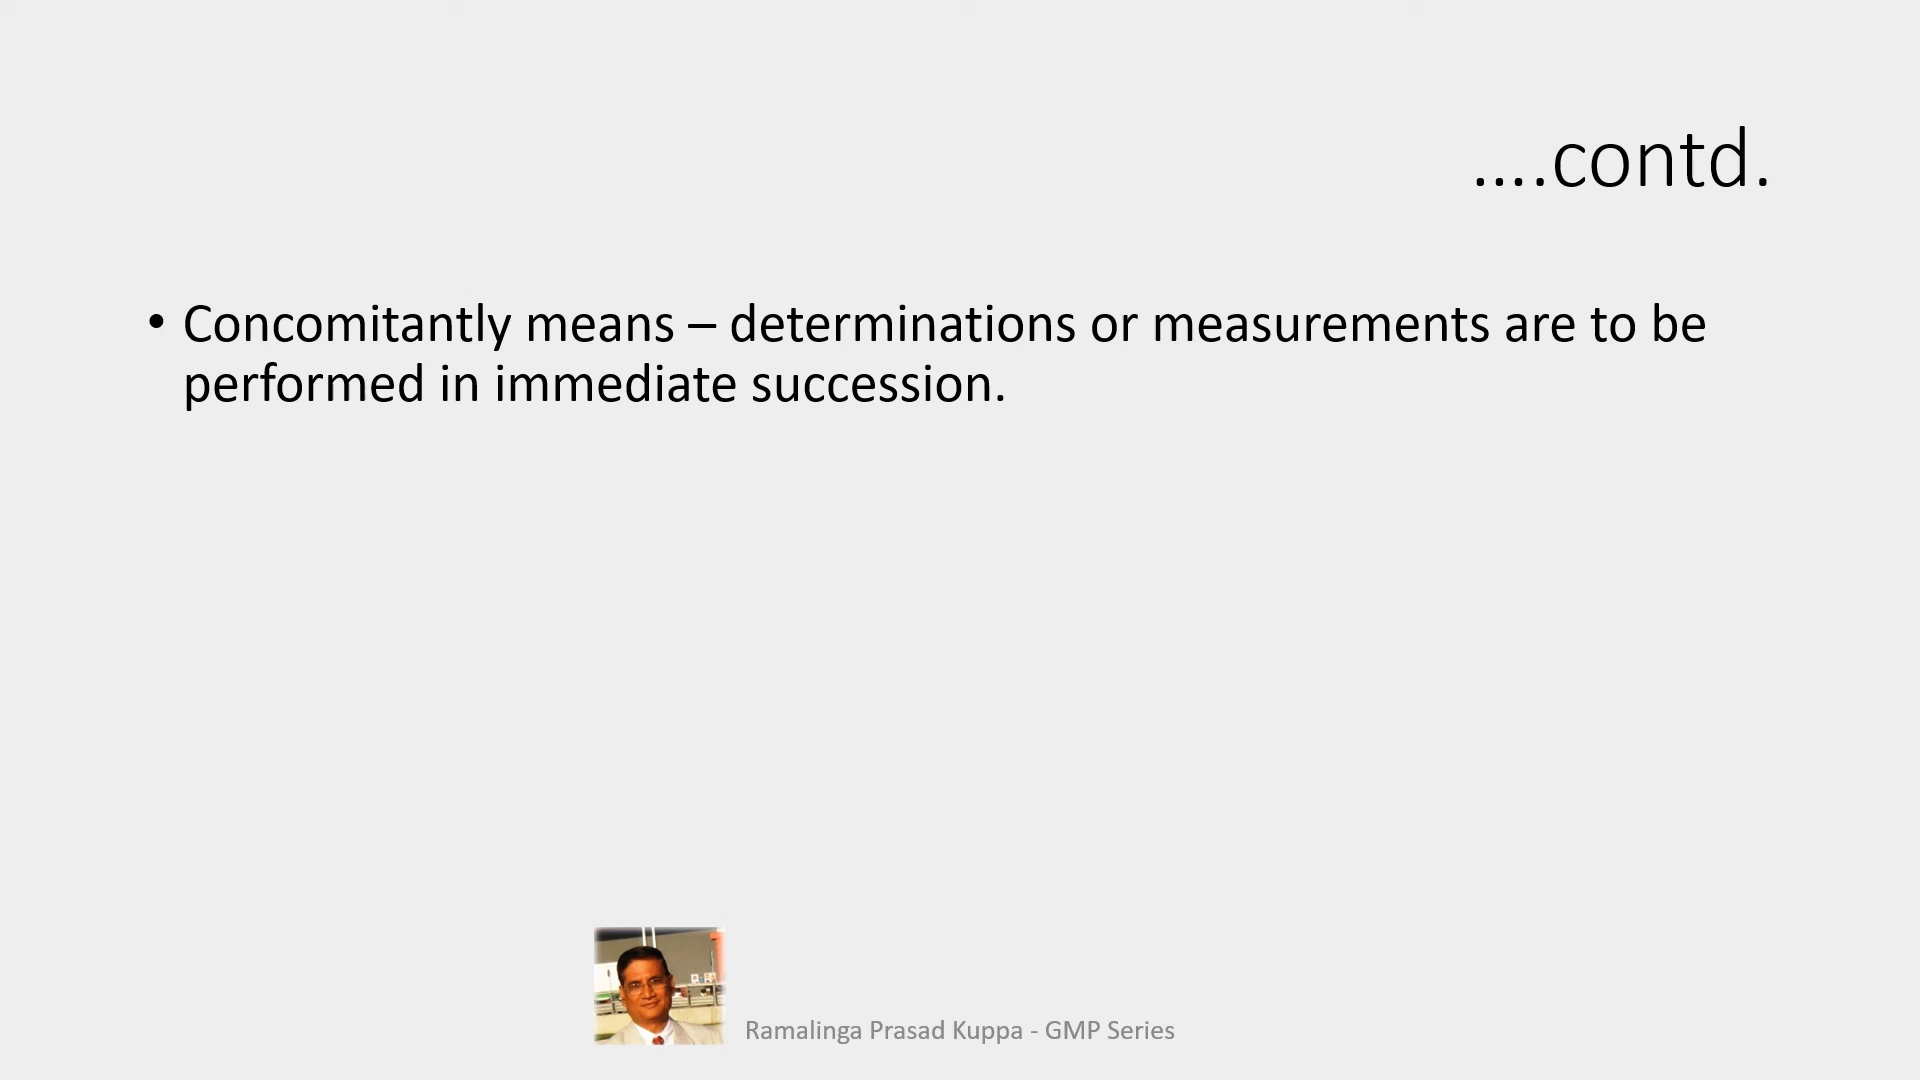 ....contd.
• Concomitantly means – determinations or measurements are to be
performed in immediate succession.
Ramalinga Prasad Kuppa - GMP Series